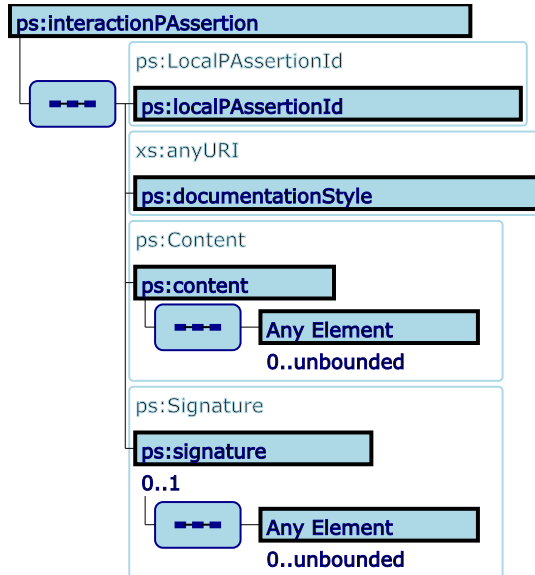 ps:interactionPAssertion
ps:LocalPAssertionId
ps:localPAssertionId
xs:anyURI
ps:documentationStyle
ps:Content
ps:content
Any Element
0..unbounded
ps:Signature
ps:signature
0..1
Any Element
0..unbounded